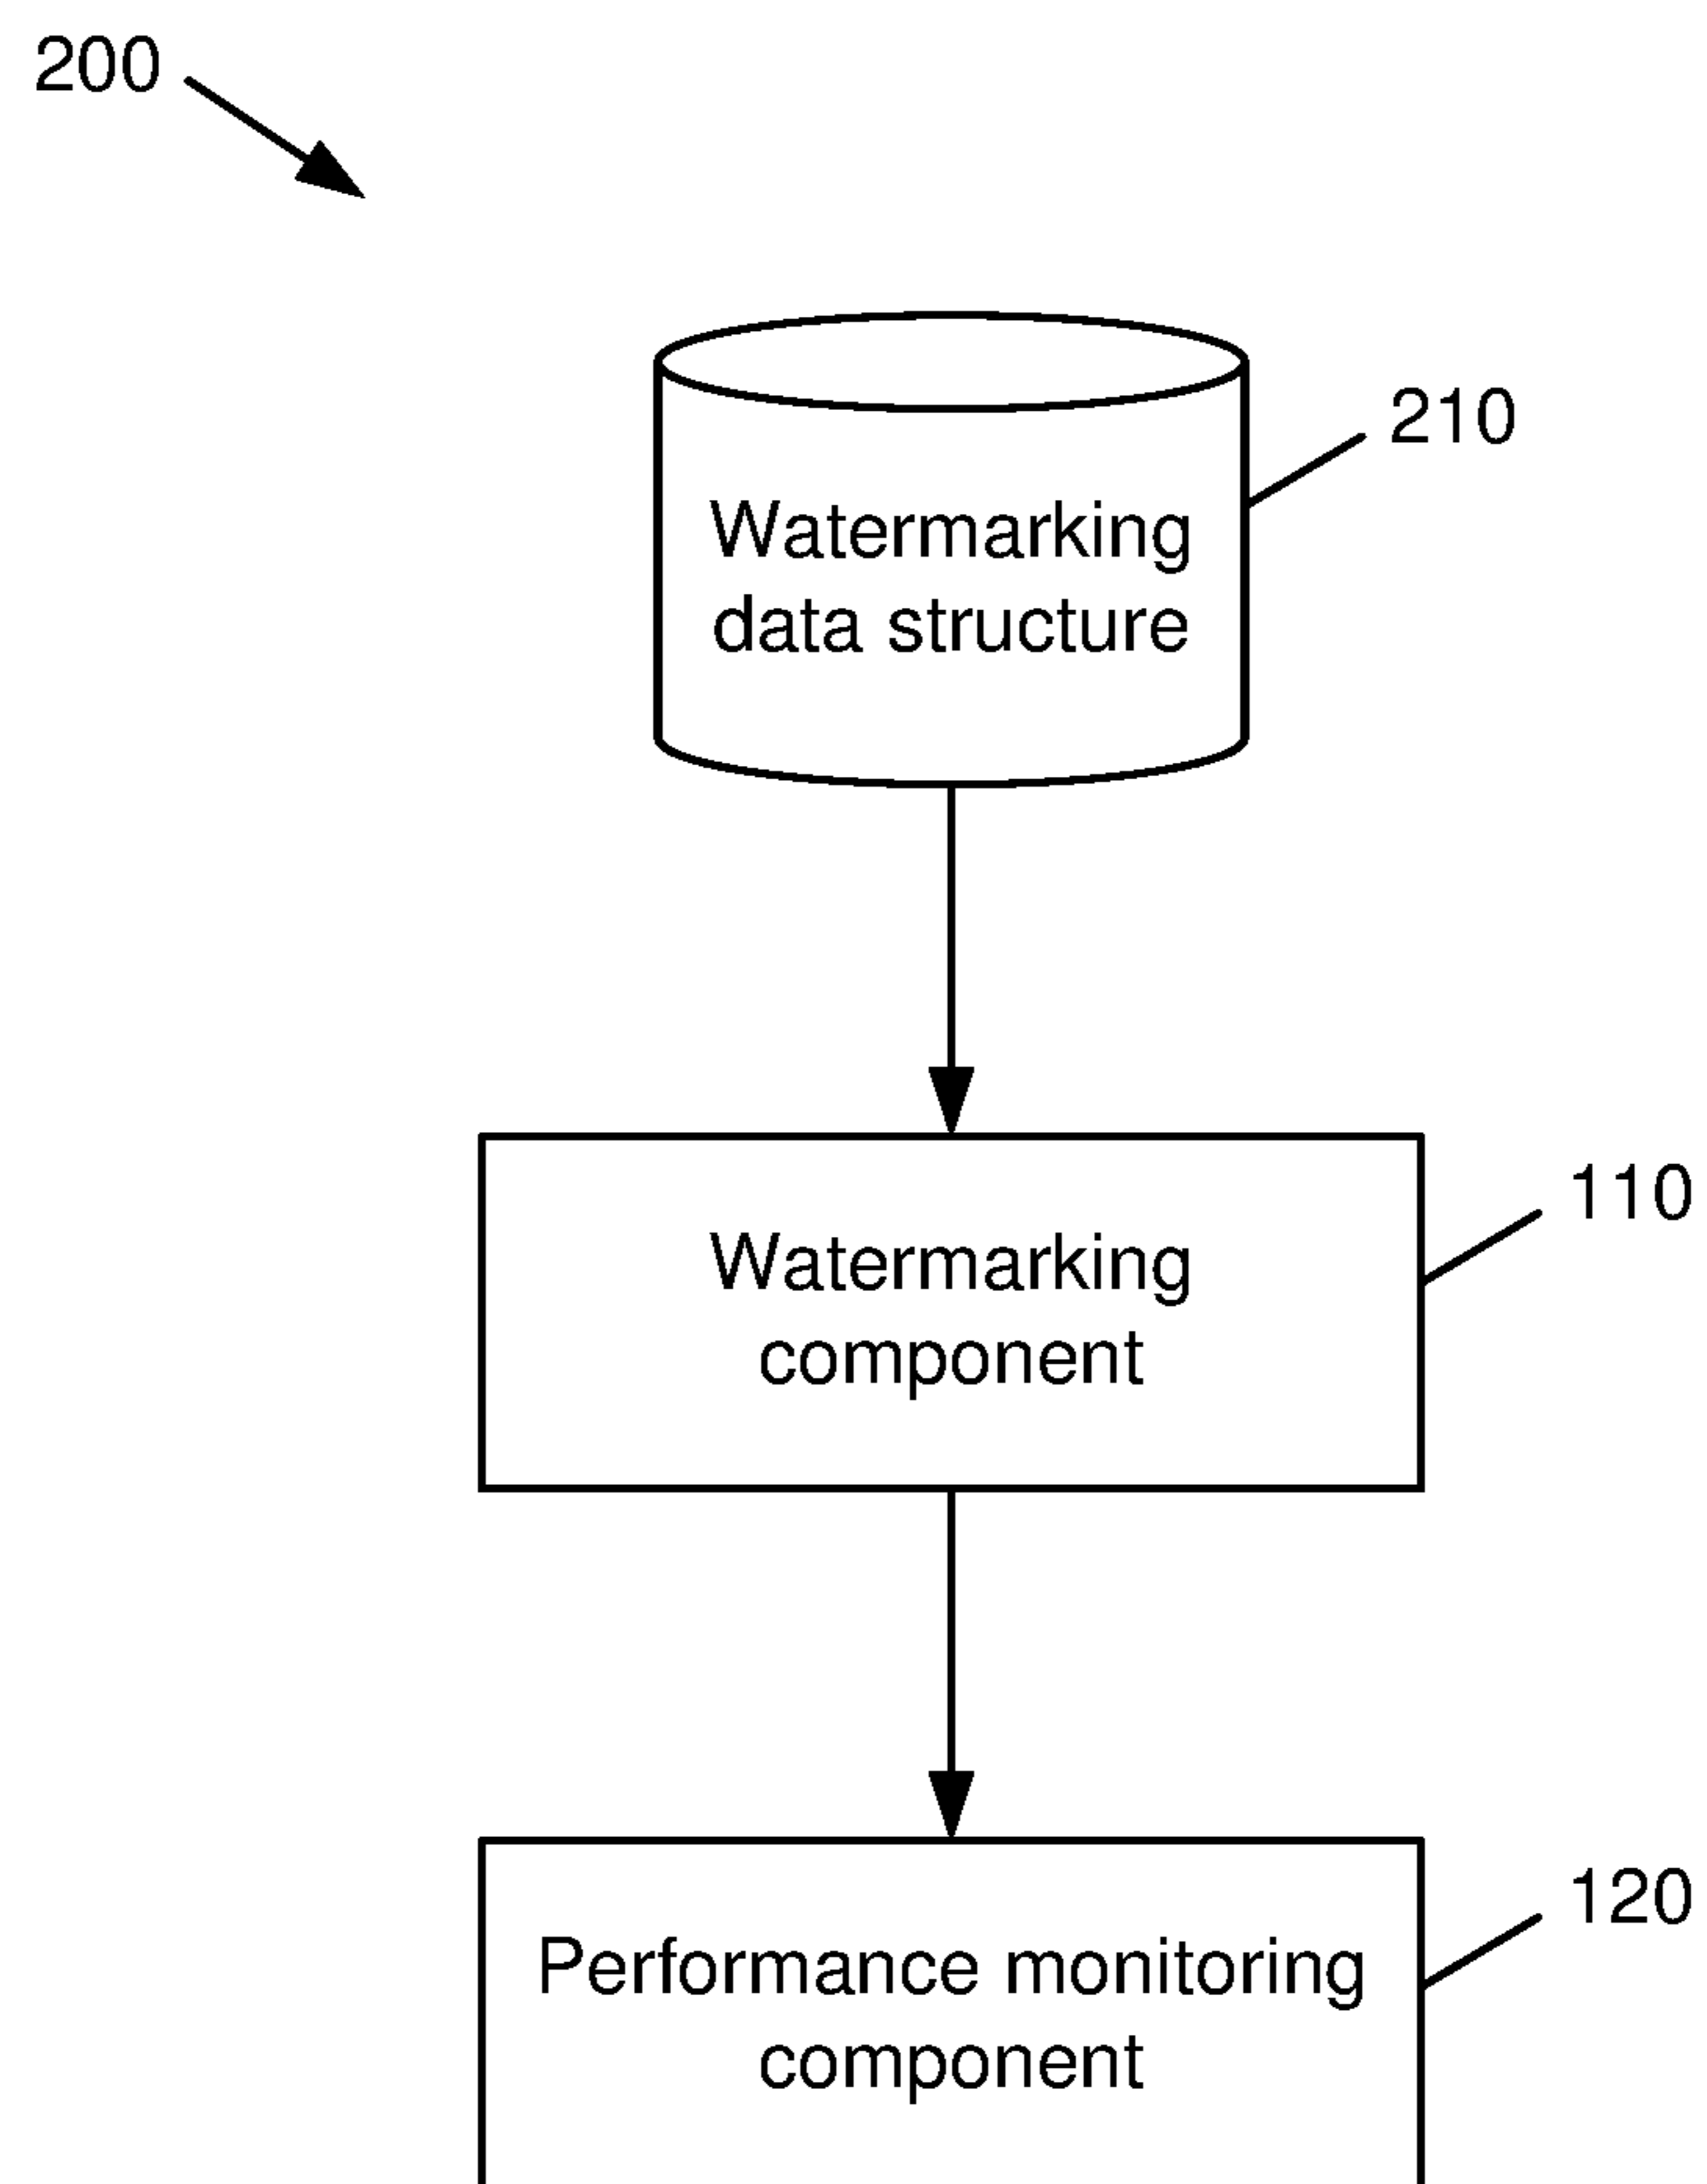 200
210
Watermarking
data structure
110
Watermarking
component
120
Performance monitoring
component